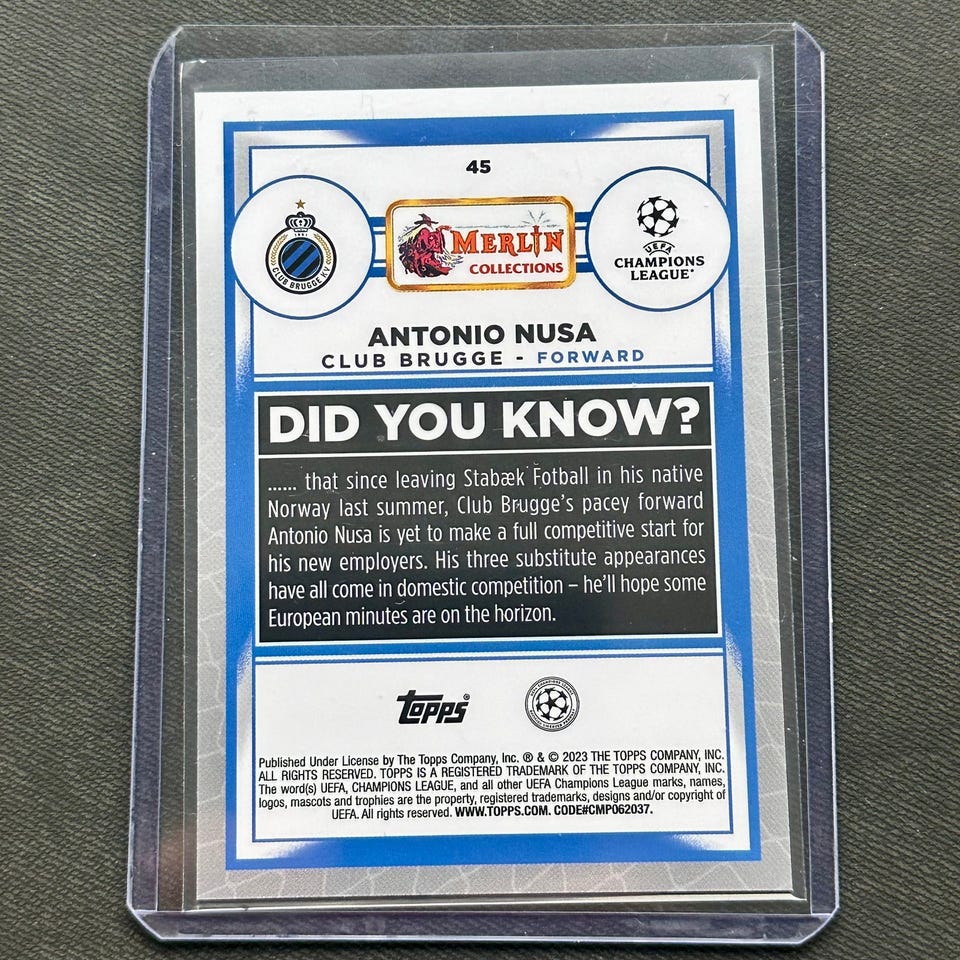 45
1891
CLUB BRUGGE KV
MERLIN
COLLECTIONS
UEFA
CHAMPIONS
LEAGUE®
ANTONIO NUSA
CLUB BRUGGE - FORWARD
DID YOU KNOW?
...... that since leaving Stabæk Fotball in his native
Norway last summer, Club Brugge's pacey forward
Antonio Nusa is yet to make a full competitive start for
his new employers. His three substitute appearances
have all come in domestic competition – he'll hope some
European minutes are on the horizon.
topps®
Published Under License by The Topps Company, Inc. ® & © 2023 THE TOPPS COMPANY, INC.
ALL RIGHTS RESERVED. TOPPS IS A REGISTERED TRADEMARK OF THE TOPPS COMPANY, INC.
The word(s) UEFA, CHAMPIONS LEAGUE, and all other UEFA Champions League marks, names,
logos, mascots and trophies are the property, registered trademarks, designs and/or copyright of
UEFA. All rights reserved. WWW.TOPPS.COM. CODE#CMP062037.